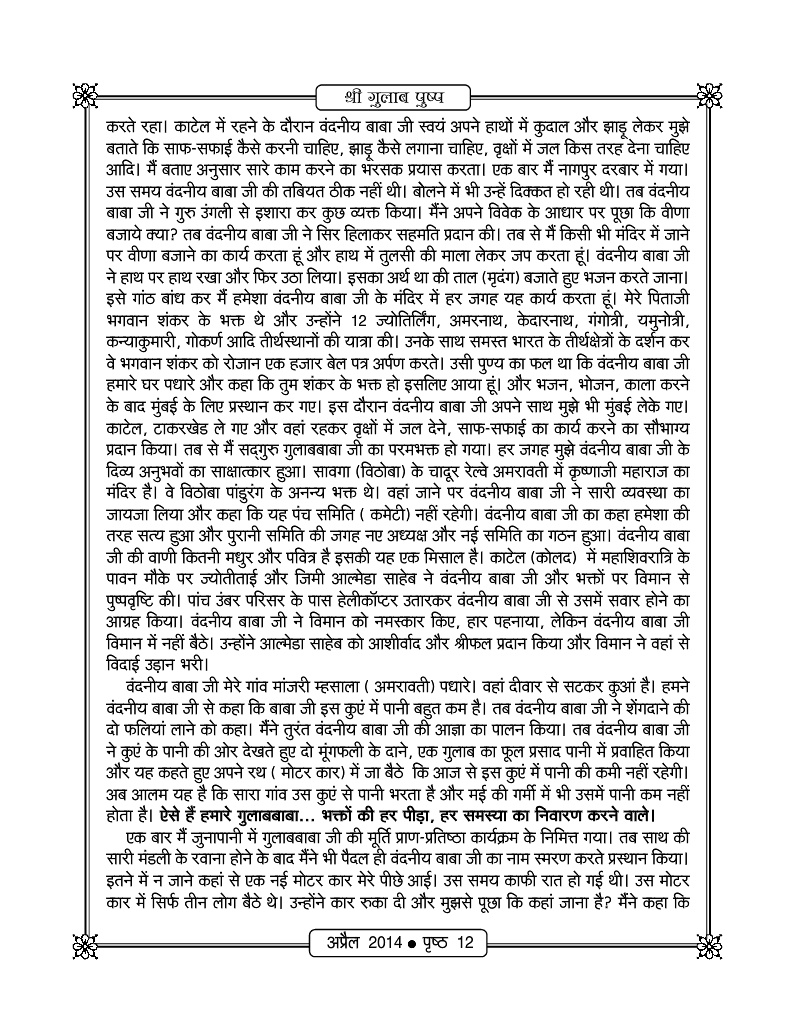 श्री गुलाब पुष्प
करते रहा। काटेल में रहने के दौरान वंदनीय बाबा जी स्वयं अपने हाथों में कुदाल और झाड़ू लेकर मुझे
बताते कि साफ-सफाई कैसे करनी चाहिए, झाड़ू कैसे लगाना चाहिए, वृक्षों में जल किस तरह देना चाहिए
आदि। मैं बताए अनुसार सारे काम करने का भरसक प्रयास करता। एक बार मैं नागपुर दरबार में गया।
उस समय वंदनीय बाबा जी की तबियत ठीक नहीं थी। बोलने में भी उन्हें दिक्कत हो रही थी। तब वंदनीय
बाबा जी ने गुरु उंगली से इशारा कर कुछ व्यक्त किया। मैंने अपने विवेक के आधार पर पूछा कि वीणा
बजाये क्या? तब वंदनीय बाबा जी ने सिर हिलाकर सहमति प्रदान की। तब से मैं किसी भी मंदिर में जाने
पर वीणा बजाने का कार्य करता हूं और हाथ में तुलसी की माला लेकर जप करता हूं। वंदनीय बाबा जी
ने हाथ पर हाथ रखा और फिर उठा लिया। इसका अर्थ था की ताल (मृदंग) बजाते हुए भजन करते जाना।
इसे गांठ बांध कर मैं हमेशा वंदनीय बाबा जी के मंदिर में हर जगह यह कार्य करता हूं। मेरे पिताजी
भगवान शंकर के भक्त थे और उन्होंने 12 ज्योतिर्लिंग, अमरनाथ, केदारनाथ, गंगोत्री, यमुनोत्री,
कन्याकुमारी, गोकर्ण आदि तीर्थस्थानों की यात्रा की। उनके साथ समस्त भारत के तीर्थक्षेत्रों के दर्शन कर
वे भगवान शंकर को रोजान एक हजार बेल पत्र अर्पण करते। उसी पुण्य का फल था कि वंदनीय बाबा जी
हमारे घर पधारे और कहा कि तुम शंकर के भक्त हो इसलिए आया हूं। और भजन, भोजन, काला करने
के बाद मुंबई के लिए प्रस्थान कर गए। इस दौरान वंदनीय बाबा जी अपने साथ मुझे भी मुंबई लेके गए।
काटेल, टाकरखेड ले गए और वहां रहकर वृक्षों में जल देने, साफ-सफाई का कार्य करने का सौभाग्य
प्रदान किया। तब से मैं सद्गुरु गुलाबबाबा जी का परमभक्त हो गया। हर जगह मुझे वंदनीय बाबा जी के
दिव्य अनुभवों का साक्षात्कार हुआ। सावगा (विठोबा) के चादूर रेल्वे अमरावती में कृष्णाजी महाराज का
मंदिर है। वे विठोबा पांडुरंग के अनन्य भक्त थे। वहां जाने पर वंदनीय बाबा जी ने सारी व्यवस्था का
जायजा लिया और कहा कि यह पंच समिति ( कमेटी) नहीं रहेगी। वंदनीय बाबा जी का कहा हमेशा की
तरह सत्य हुआ और पुरानी समिति की जगह नए अध्यक्ष और नई समिति का गठन हुआ। वंदनीय बाबा
जी की वाणी कितनी मधुर और पवित्र है इसकी यह एक मिसाल है। काटेल (कोलद) में महाशिवरात्रि के
पावन मौके पर ज्योतीताई और जिमी आल्मेडा साहेब ने वंदनीय बाबा जी और भक्तों पर विमान से
पुष्पवृष्टि की। पांच उंबर परिसर के पास हेलीकॉप्टर उतारकर वंदनीय बाबा जी से उसमें सवार होने का
आग्रह किया। वंदनीय बाबा जी ने विमान को नमस्कार किए, हार पहनाया, लेकिन वंदनीय बाबा जी
विमान में नहीं बैठे। उन्होंने आल्मेडा साहेब को आशीर्वाद और श्रीफल प्रदान किया और विमान ने वहां से
विदाई उड़ान भरी।
वंदनीय बाबा जी मेरे गांव मांजरी म्हसाला ( अमरावती) पधारे। वहां दीवार से सटकर कुआं है। हमने
वंदनीय बाबा जी से कहा कि बाबा जी इस कुएं में पानी बहुत कम है। तब वंदनीय बाबा जी ने शेंगदाने की
दो फलियां लाने को कहा। मैंने तुरंत वंदनीय बाबा जी की आज्ञा का पालन किया। तब वंदनीय बाबा जी
ने कुएं के पानी की ओर देखते हुए दो मूंगफली के दाने, एक गुलाब का फूल प्रसाद पानी में प्रवाहित किया
और यह कहते हुए अपने रथ ( मोटर कार) में जा बैठे कि आज से इस कुएं में पानी की कमी नहीं रहेगी।
अब आलम यह है कि सारा गांव उस कुएं से पानी भरता है और मई की गर्मी में भी उसमें पानी कम नहीं
होता है। ऐसे हैं हमारे गुलाबबाबा... भक्तों की हर पीड़ा, हर समस्या का निवारण करने वाले।
एक बार मैं जुनापानी में गुलाबबाबा जी की मूर्ति प्राण-प्रतिष्ठा कार्यक्रम के निमित्त गया। तब साथ की
सारी मंडली के रवाना होने के बाद मैंने भी पैदल ही वंदनीय बाबा जी का नाम स्मरण करते प्रस्थान किया।
इतने में न जाने कहां से एक नई मोटर कार मेरे पीछे आई। उस समय काफी रात हो गई थी। उस मोटर
कार में सिर्फ तीन लोग बैठे थे। उन्होंने कार रुका दी और मुझसे पूछा कि कहां जाना है? मैंने कहा कि
अप्रैल 2014 ● पृष्ठ 12